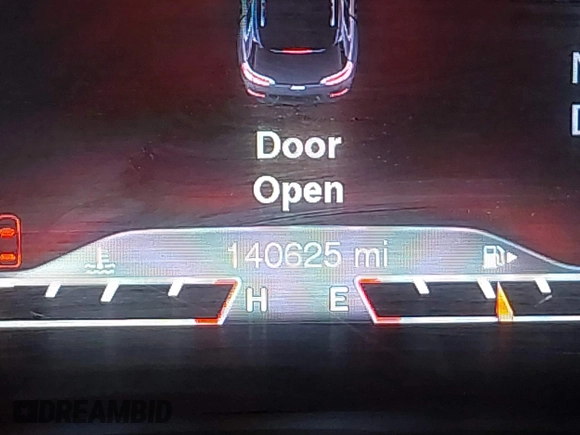 Door
Open
140625 mi
H E
DREAMBID